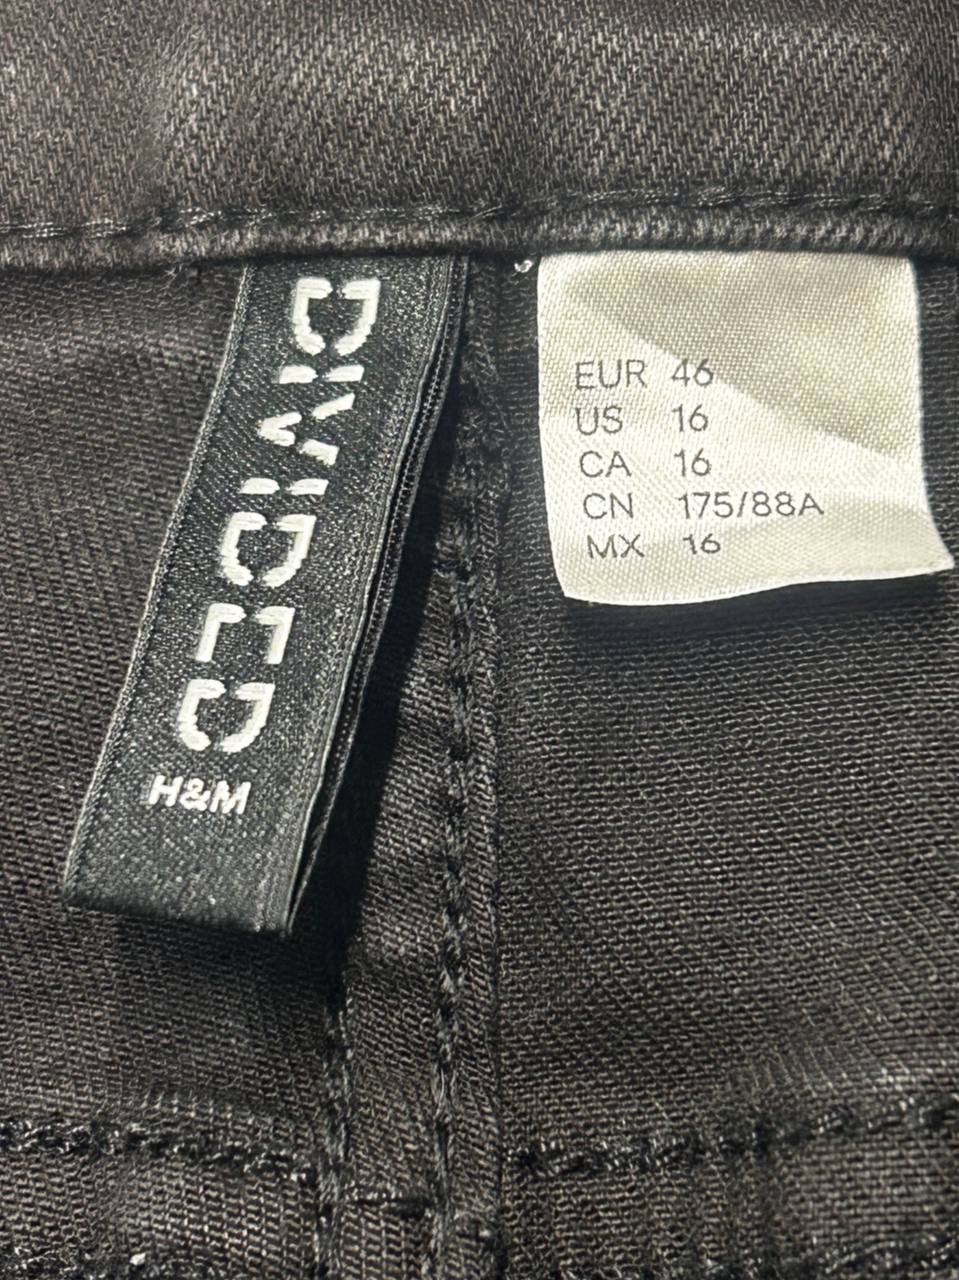 DIVIDED
H&M
EUR 46
US 16
CA 16
CN 175/88A
MX 16